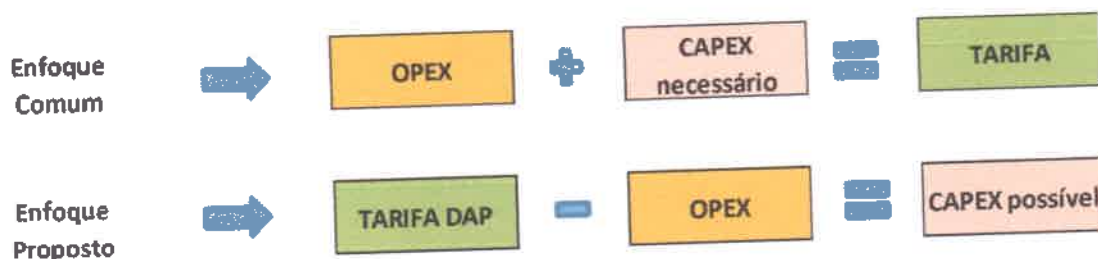 Enfoque
Comum
OPEX
+
CAPEX
necessário
=
TARIFA
Enfoque
Proposto
TARIFA DAP
-
OPEX
=
CAPEX possível